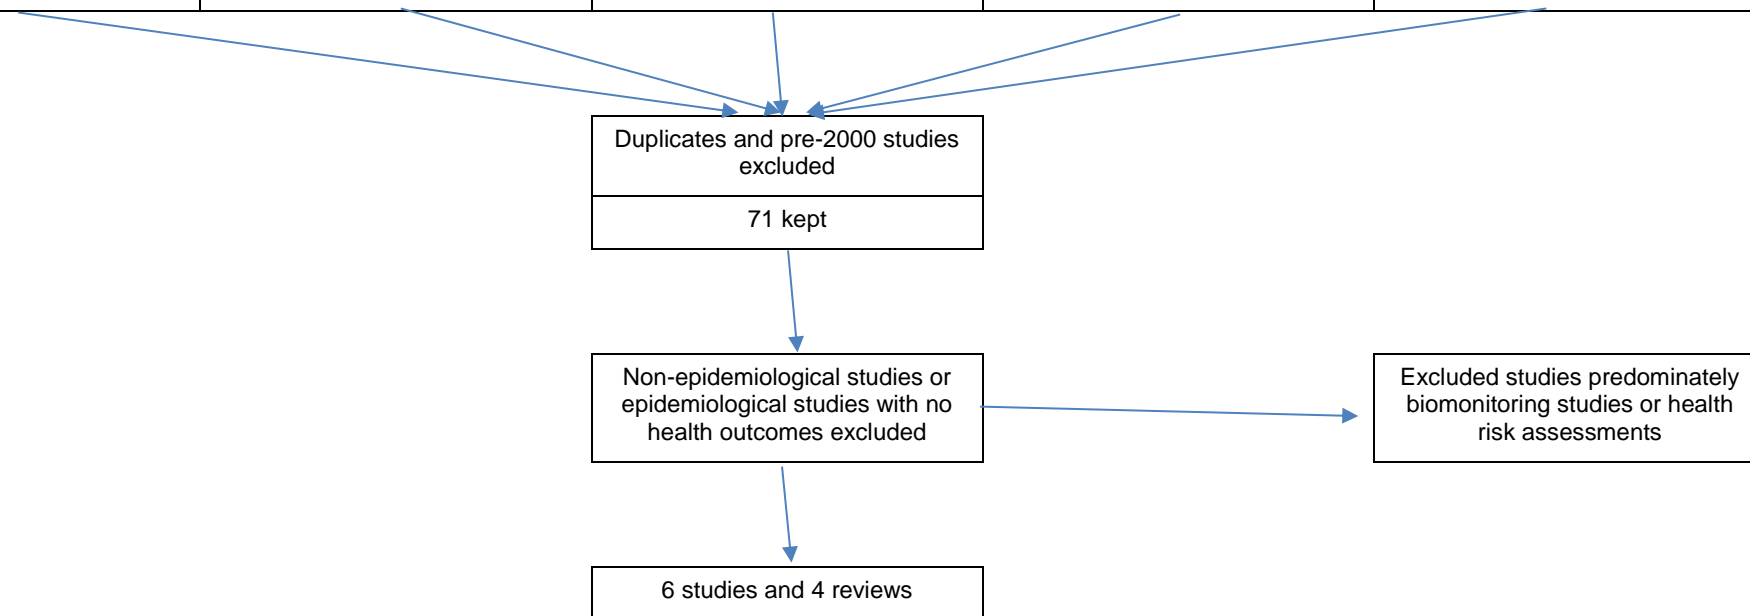 Duplicates and pre-2000 studies
excluded
71 kept
Non-epidemiological studies or
epidemiological studies with no
health outcomes excluded
Excluded studies predominately
biomonitoring studies or health
risk assessments
6 studies and 4 reviews